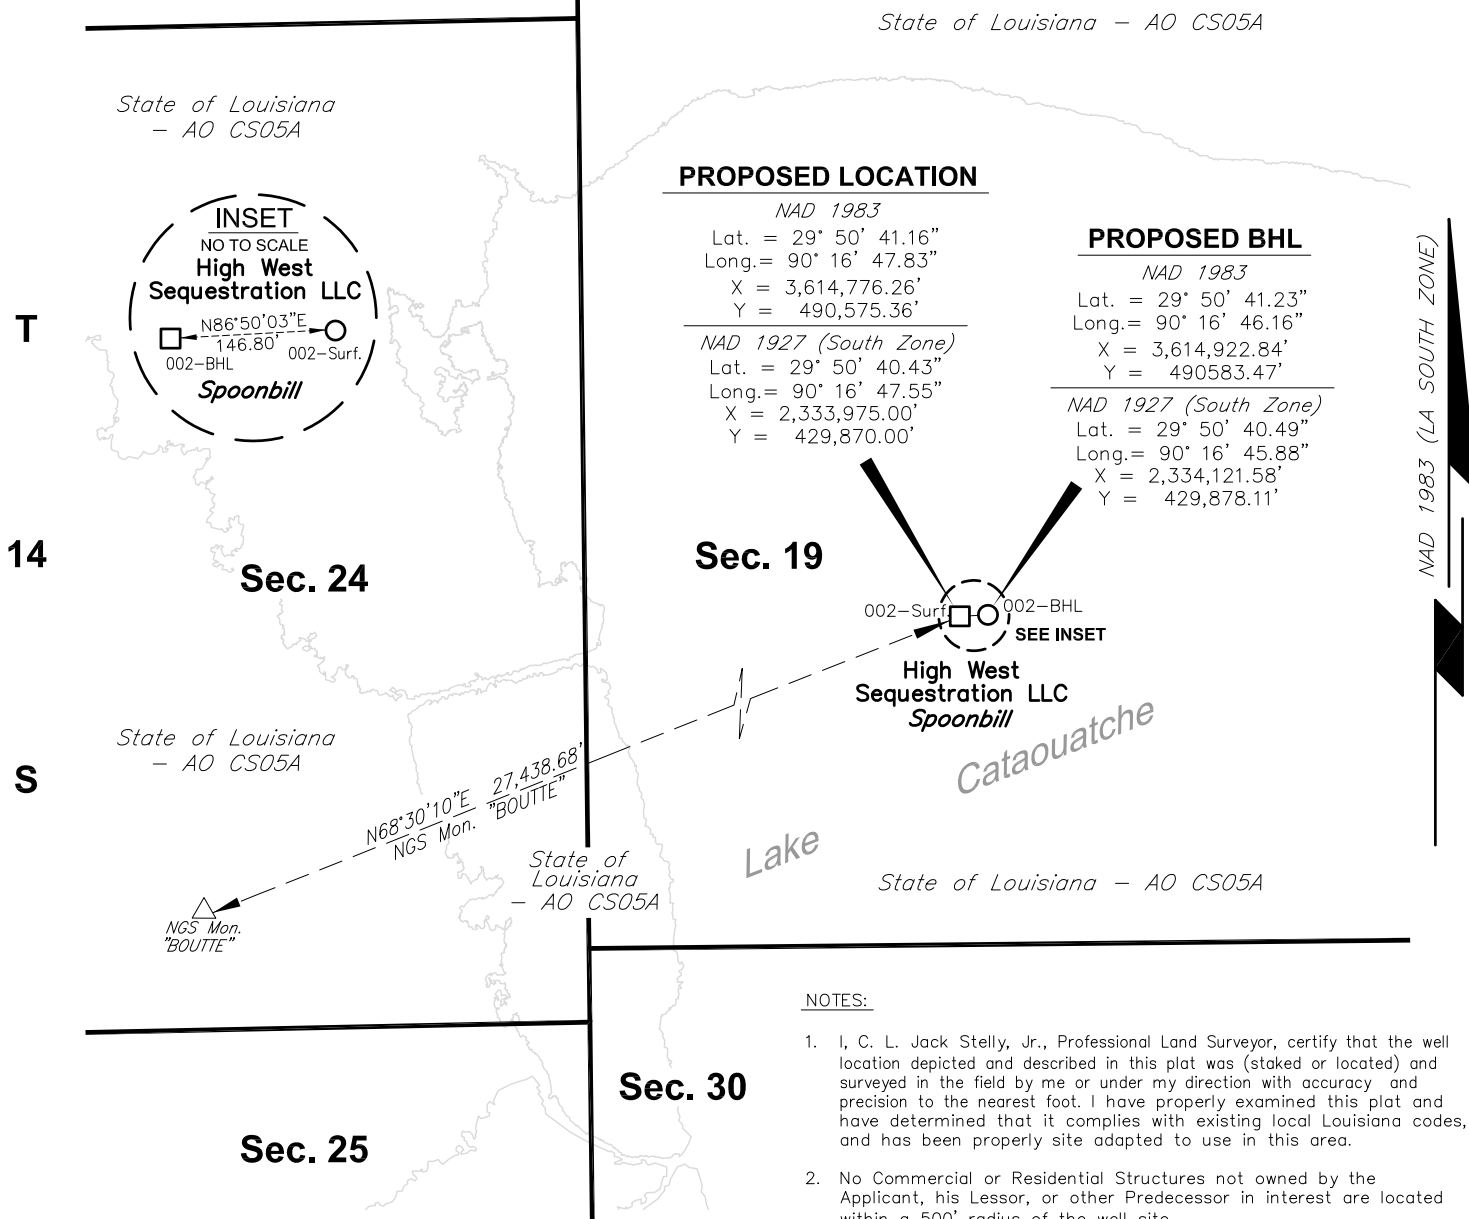 State of Louisiana – AO CS05A
State of Louisiana
– AO CS05A
INSET
NO TO SCALE
High West
Sequestration LLC
N86°50'03"E
146.80'
002–BHL
002–Surf.
Spoonbill
PROPOSED LOCATION
NAD 1983
Lat. = 29° 50' 41.16"
Long.= 90° 16' 47.83"
X = 3,614,776.26'
Y = 490,575.36'
NAD 1927 (South Zone)
Lat. = 29° 50' 40.43"
Long.= 90° 16' 47.55"
X = 2,333,975.00'
Y = 429,870.00'
PROPOSED BHL
NAD 1983
Lat. = 29° 50' 41.23"
Long.= 90° 16' 46.16"
X = 3,614,922.84'
Y = 490583.47'
NAD 1927 (South Zone)
Lat. = 29° 50' 40.49"
Long.= 90° 16' 45.88"
X = 2,334,121.58'
Y = 429,878.11'
NAD 1983 (LA SOUTH ZONE)
T
14
S
Sec. 24
Sec. 19
002–Surf.
002–BHL
SEE INSET
High West
Sequestration LLC
Spoonbill
State of Louisiana
– AO CS05A
N68°30'10"E 27,438.68'
NGS Mon. "BOUTTE"
NGS Mon.
"BOUTTE"
State of
Louisiana
– AO CS05A
Lake Cataouatche
State of Louisiana – AO CS05A
Sec. 30
Sec. 25
NOTES:
1. I, C. L. Jack Stelly, Jr., Professional Land Surveyor, certify that the well
location depicted and described in this plat was (staked or located) and
surveyed in the field by me or under my direction with accuracy and
precision to the nearest foot. I have properly examined this plat and
have determined that it complies with existing local Louisiana codes,
and has been properly site adapted to use in this area.
2. No Commercial or Residential Structures not owned by the
Applicant, his Lessor, or other Predecessor in interest are located
within a 500' radius of the well site